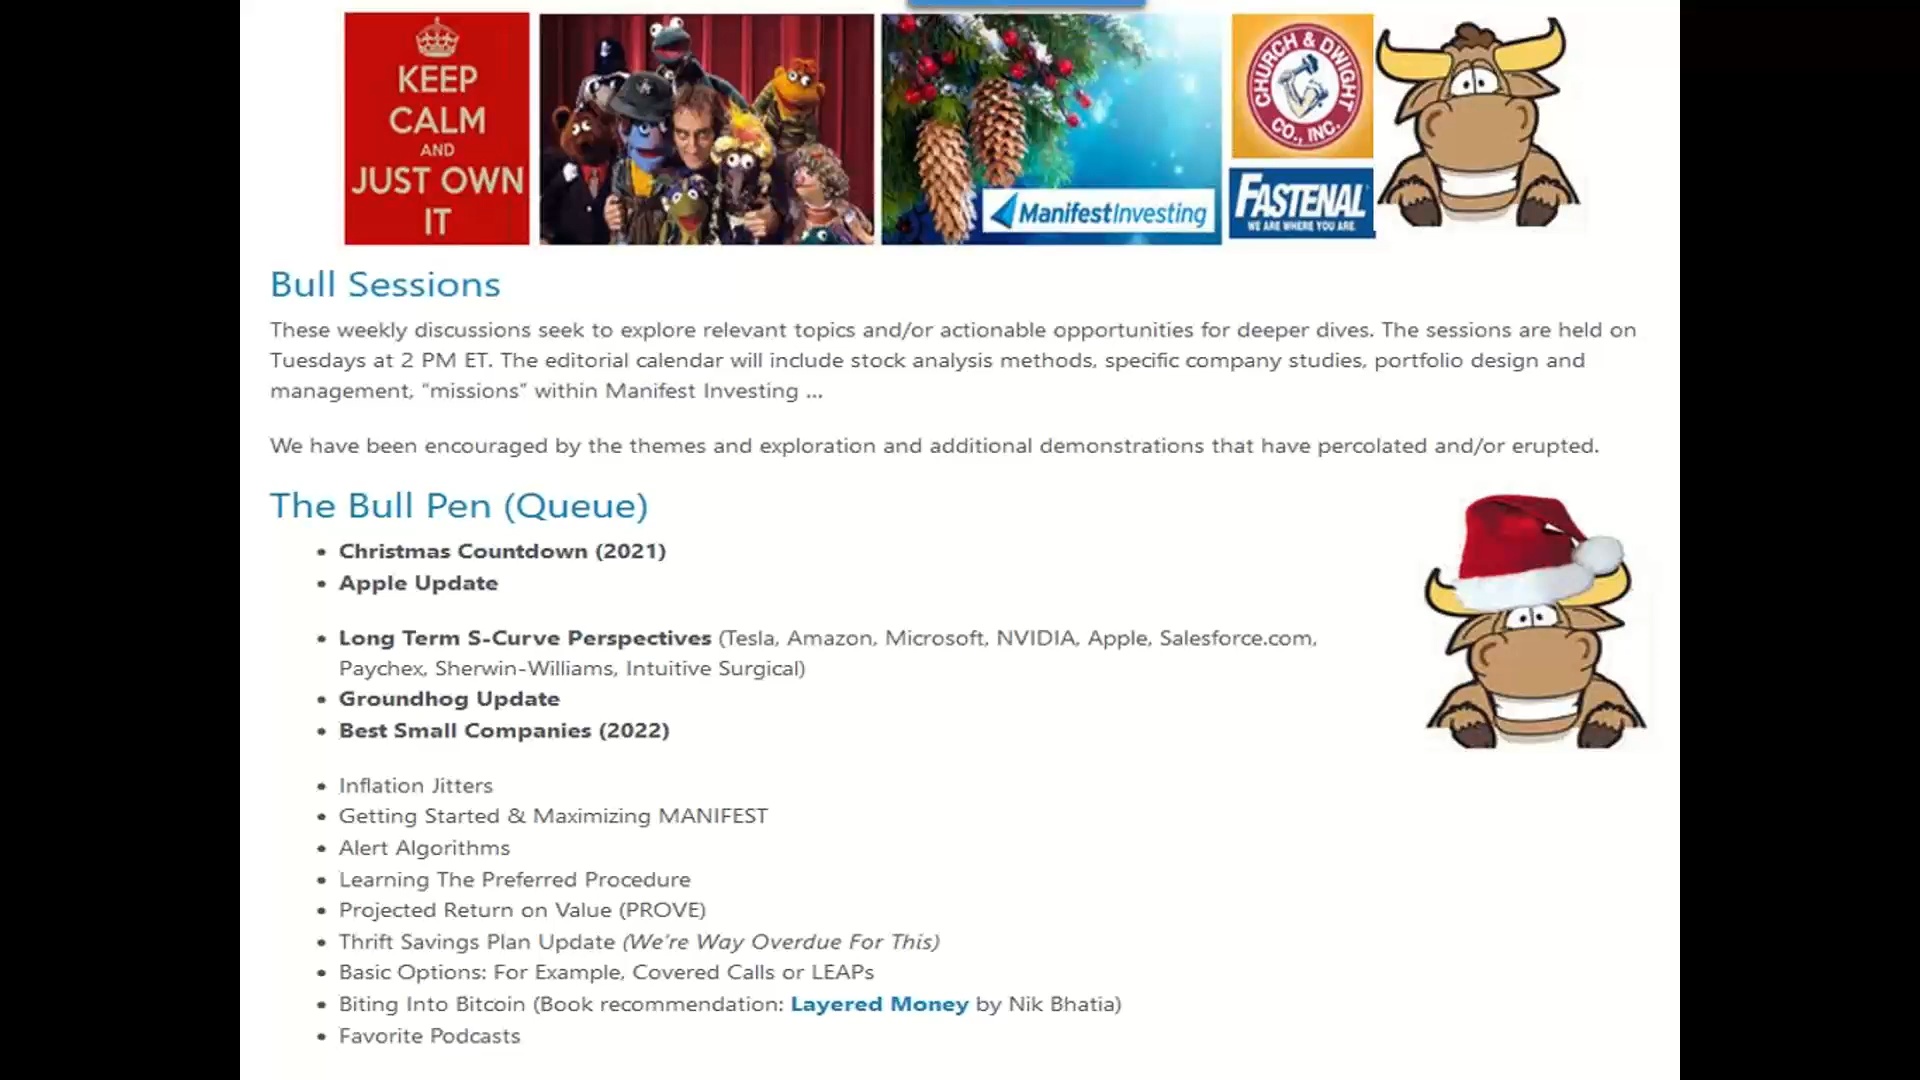 KEEP
CALM
AND
JUST OWN
IT
ManifestInvesting
CHURCH & DWIGHT
CO., INC.
FASTENAL
WE ARE WHERE YOU ARE.
Bull Sessions
These weekly discussions seek to explore relevant topics and/or actionable opportunities for deeper dives. The sessions are held on
Tuesdays at 2 PM ET. The editorial calendar will include stock analysis methods, specific company studies, portfolio design and
management, “missions” within Manifest Investing ...
We have been encouraged by the themes and exploration and additional demonstrations that have percolated and/or erupted.
The Bull Pen (Queue)
• Christmas Countdown (2021)
• Apple Update
• Long Term S-Curve Perspectives (Tesla, Amazon, Microsoft, NVIDIA, Apple, Salesforce.com,
Paychex, Sherwin-Williams, Intuitive Surgical)
• Groundhog Update
• Best Small Companies (2022)
• Inflation Jitters
• Getting Started & Maximizing MANIFEST
• Alert Algorithms
• Learning The Preferred Procedure
• Projected Return on Value (PROVE)
• Thrift Savings Plan Update (We're Way Overdue For This)
• Basic Options: For Example, Covered Calls or LEAPs
• Biting Into Bitcoin (Book recommendation: Layered Money by Nik Bhatia)
• Favorite Podcasts